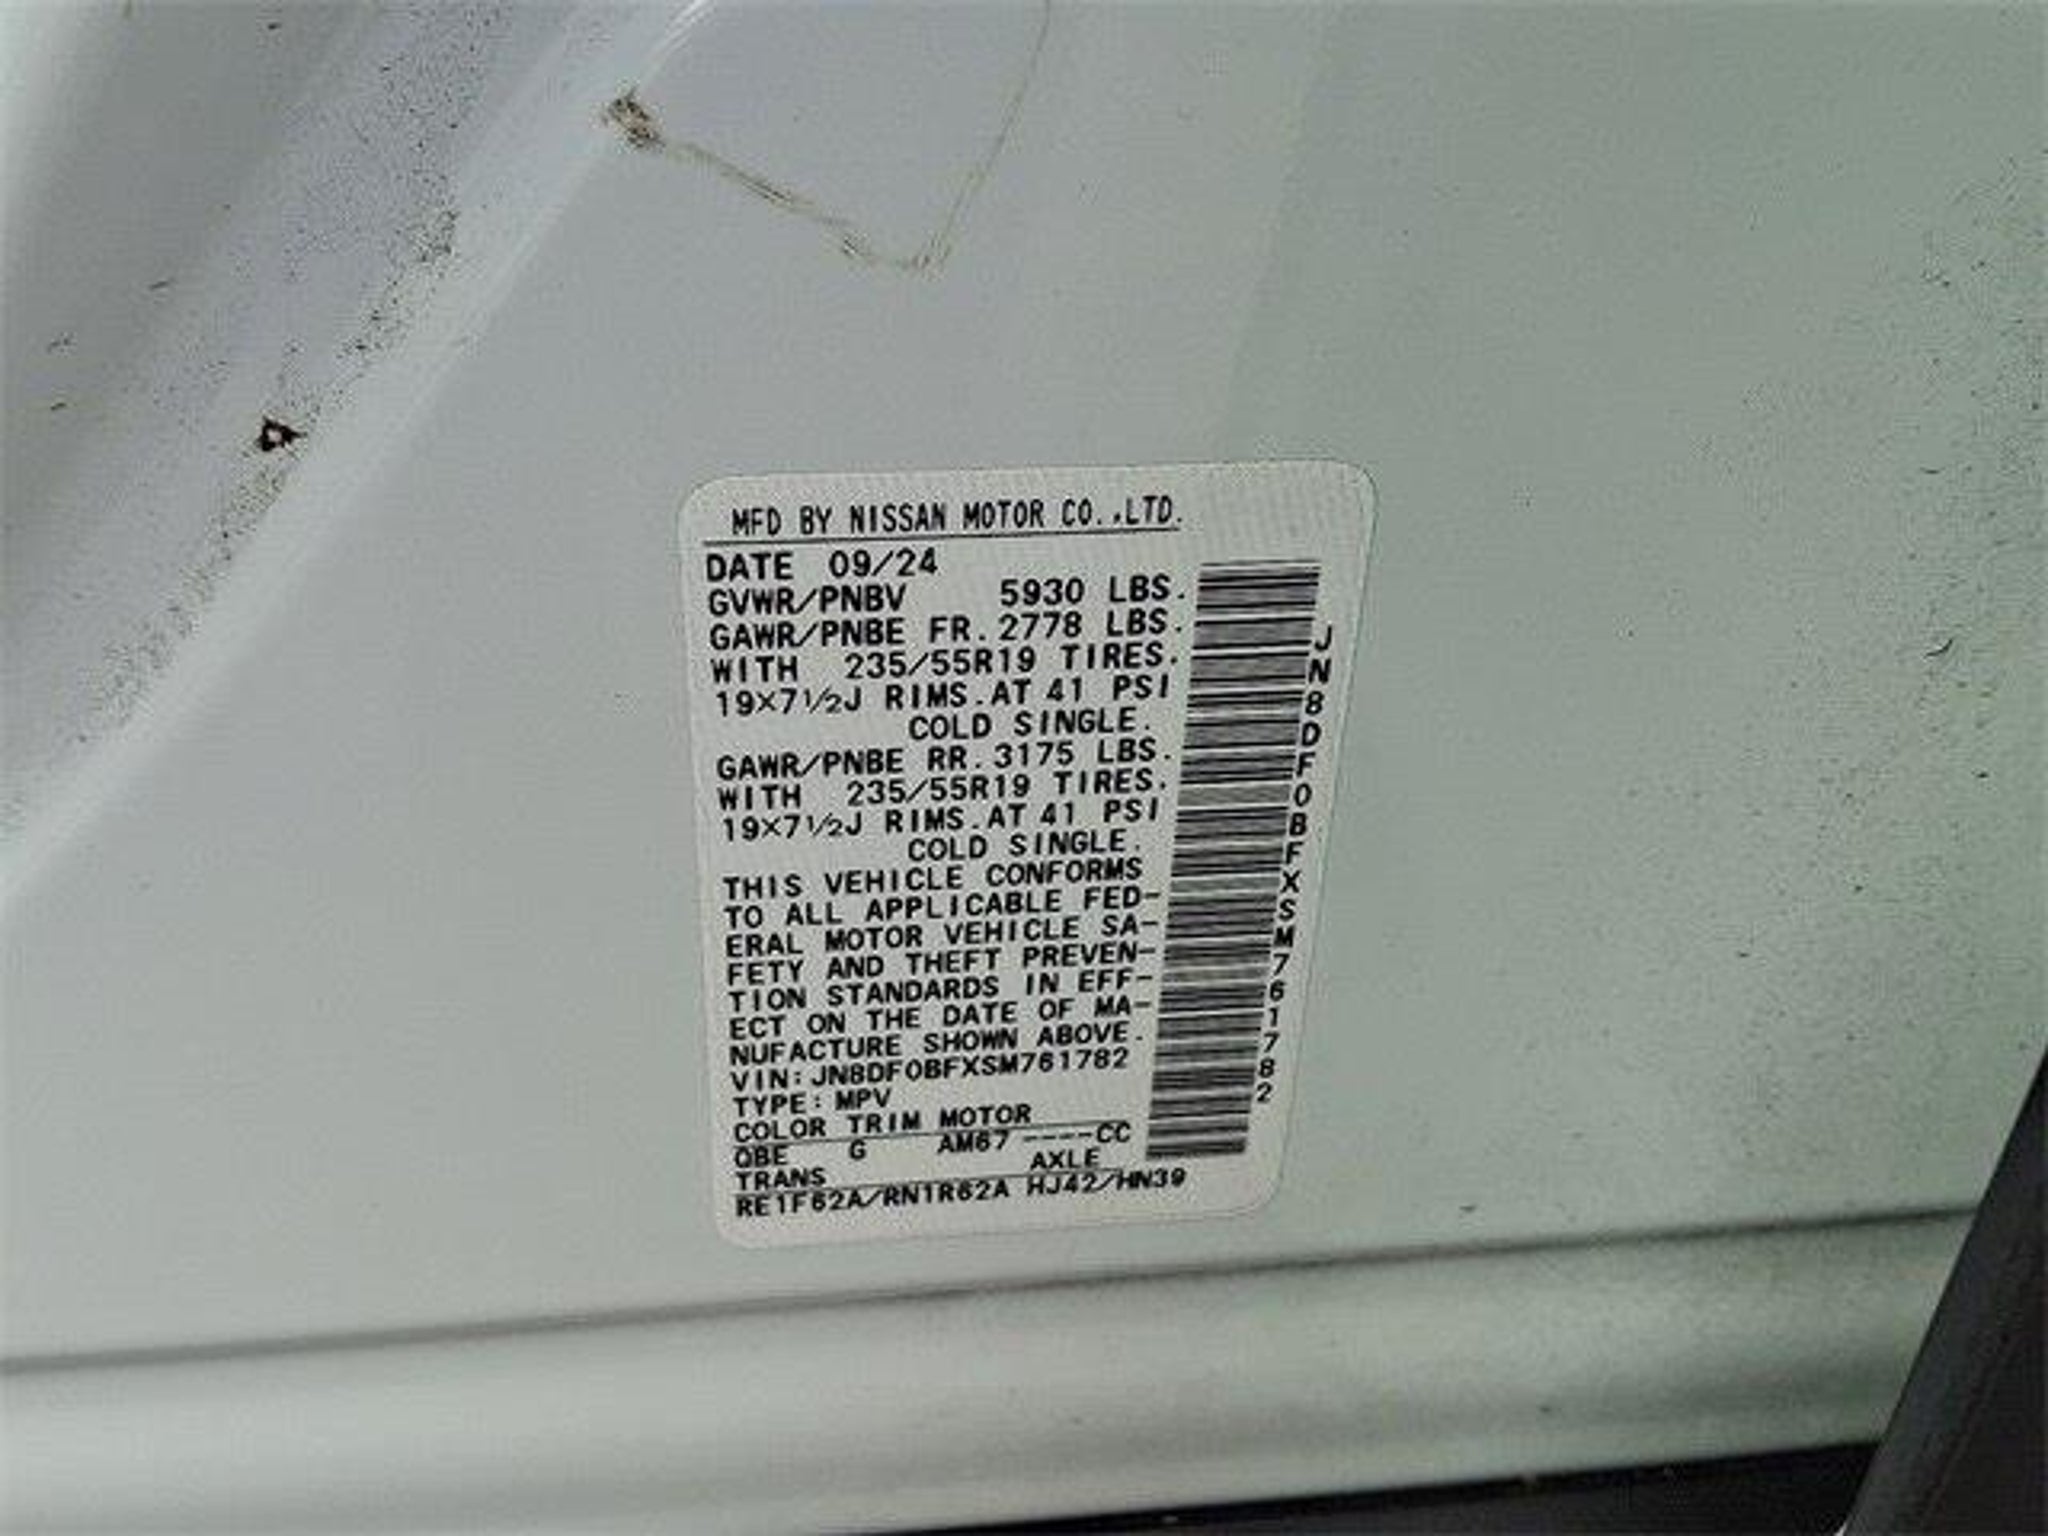 MFD BY NISSAN MOTOR CO.,LTD.
DATE 09/24
GVWR/PNBV 5930 LBS.
GAWR/PNBE FR. 2778 LBS.
WITH 235/55R19 TIRES.
19×7½J RIMS. AT 41 PSI
COLD SINGLE.
GAWR/PNBE RR. 3175 LBS.
WITH 235/55R19 TIRES.
19×7½J RIMS. AT 41 PSI
COLD SINGLE.
THIS VEHICLE CONFORMS
TO ALL APPLICABLE FED-
ERAL MOTOR VEHICLE SA-
FETY AND THEFT PREVEN-
TION STANDARDS IN EFF-
ECT ON THE DATE OF MA-
NUFACTURE SHOWN ABOVE.
VIN: JN8DF0BFXSM761782
TYPE: MPV
COLOR TRIM MOTOR
QBE G AM67 ----CC
TRANS AXLE
RE1F62A/RN1R62A HJ42/HN39
JN8DF0BFXSM761782